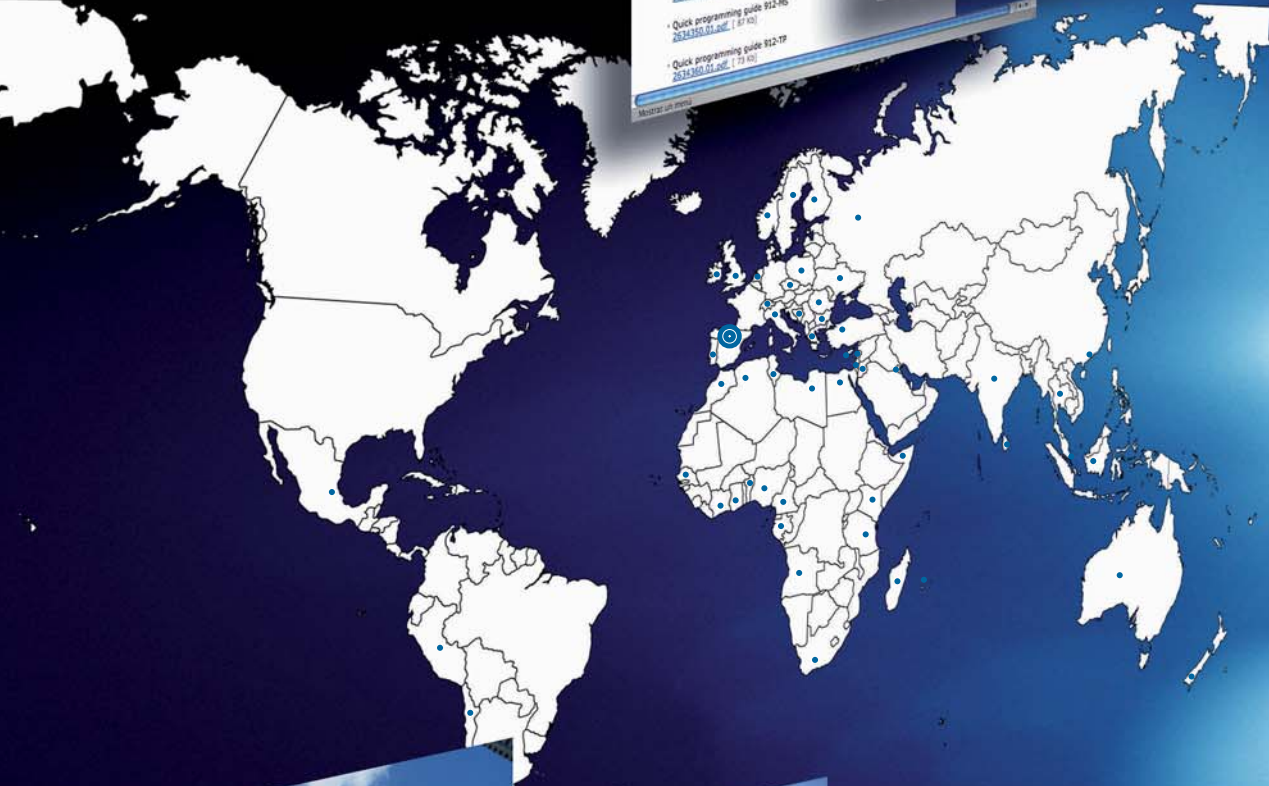 · Quick programming guide 912-MS
2634350.01.pdf [ 87 Kb]
· Quick programming guide 912-TP
2634360.01.pdf [ 73 Kb]
Mostrar un menú